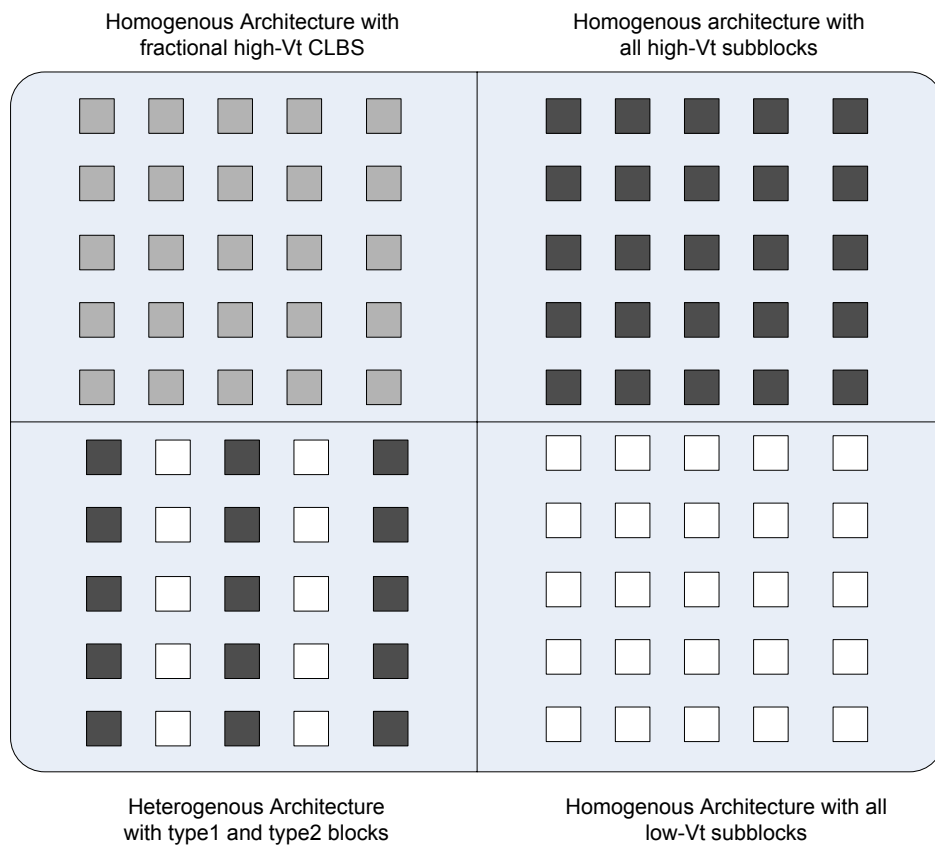 Homogenous Architecture with
fractional high-Vt CLBS
Homogenous architecture with
all high-Vt subblocks
Heterogenous Architecture
with type1 and type2 blocks
Homogenous Architecture with all
low-Vt subblocks